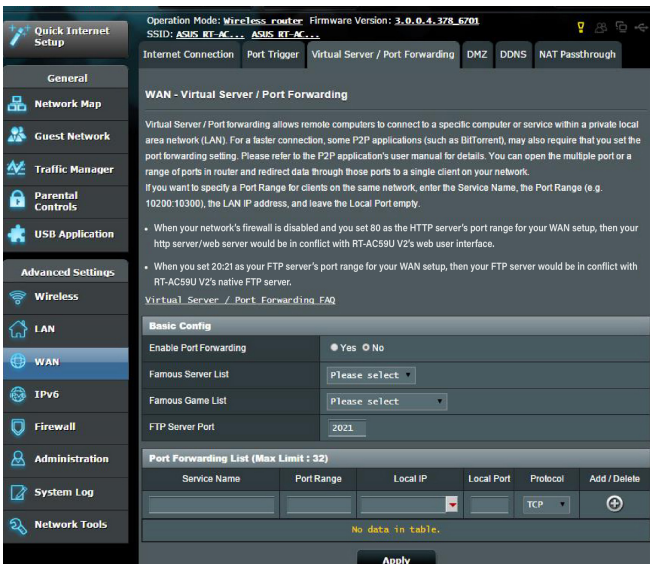 Quick Internet
Setup
Operation Mode: Wireless router Firmware Version: 3.0.0.4.378_6701
SSID: ASUS RT-AC... ASUS RT-AC...
Internet Connection Port Trigger Virtual Server / Port Forwarding DMZ DDNS NAT Passthrough
General
Network Map
Guest Network
Traffic Manager
Parental
Controls
USB Application
Advanced Settings
Wireless
LAN
WAN
IPv6
Firewall
Administration
System Log
Network Tools
WAN - Virtual Server / Port Forwarding
Virtual Server / Port forwarding allows remote computers to connect to a specific computer or service within a private local
area network (LAN). For a faster connection, some P2P applications (such as BitTorrent), may also require that you set the
port forwarding setting. Please refer to the P2P application's user manual for details. You can open the multiple port or a
range of ports in router and redirect data through those ports to a single client on your network.
If you want to specify a Port Range for clients on the same network, enter the Service Name, the Port Range (e.g.
10200:10300), the LAN IP address, and leave the Local Port empty.
• When your network's firewall is disabled and you set 80 as the HTTP server's port range for your WAN setup, then your
http server/web server would be in conflict with RT-AC59U V2's web user interface.
• When you set 20:21 as your FTP server's port range for your WAN setup, then your FTP server would be in conflict with
RT-AC59U V2's native FTP server.
Virtual Server / Port Forwarding FAQ
Basic Config
Enable Port Forwarding Yes No
Famous Server List Please select
Famous Game List Please select
FTP Server Port 2021
Port Forwarding List (Max Limit : 32)
Service Name Port Range Local IP Local Port Protocol Add / Delete
TCP
No data in table.
Apply